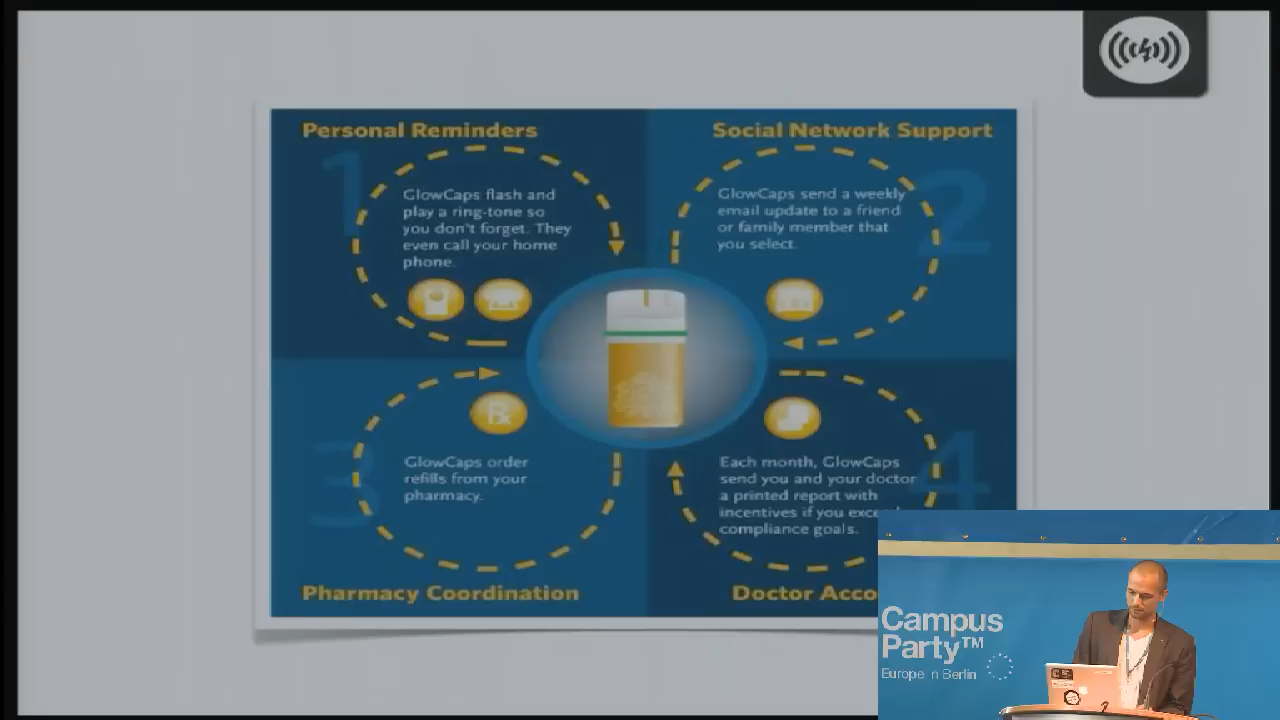 Personal Reminders
1
GlowCaps flash and
play a ring-tone so
you don't forget. They
even call your home
phone.
Social Network Support
2
GlowCaps send a weekly
email update to a friend
or family member that
you select.
Rx
3
GlowCaps order
refills from your
pharmacy.
Pharmacy Coordination
4
Each month, GlowCaps
send you and your doctor
a printed report with
incentives if you exce
compliance goals.
Doctor Acco
Campus
Party™
Europe in Berlin